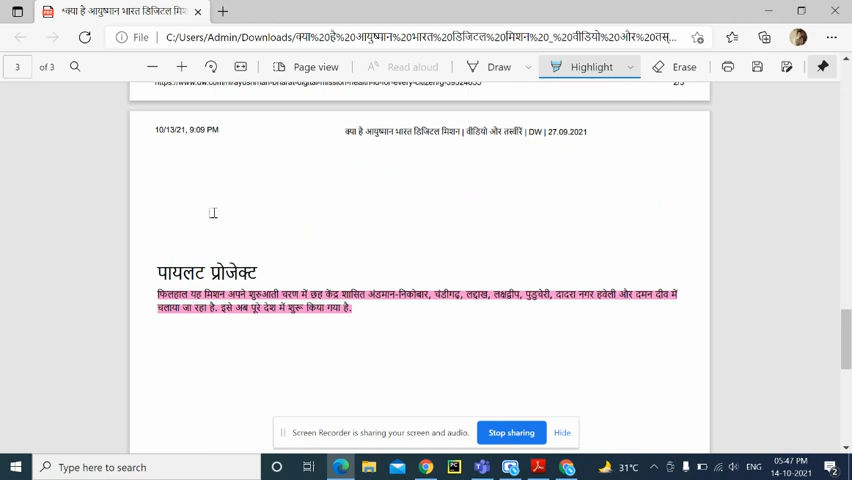 *क्या है आयुष्मान भारत डिजिटल मिश
File
C:/Users/Admin/Downloads/क्या%20है%20आयुष्मान%20भारत%20डिजिटल%20मिशन%20_%20वीडियो%20और%20तस्...
3 of 3
Page view
Read aloud
Draw
Highlight
Erase
2/3
10/13/21, 9:09 PM
क्या है आयुष्मान भारत डिजिटल मिशन | वीडियो और तस्वीरें | DW | 27.09.2021
पायलट प्रोजेक्ट
फिलहाल यह मिशन अपने शुरुआती चरण में छह केंद्र शासित अंडमान-निकोबार, चंडीगढ़, लद्दाख, लक्षद्वीप, पुडुचेरी, दादरा नगर हवेली और दमन दीव में
चलाया जा रहा है. इसे अब पूरे देश में शुरू किया गया है.
Screen Recorder is sharing your screen and audio.
Stop sharing
Hide
Type here to search
31°C
05:47 PM
14-10-2021
2